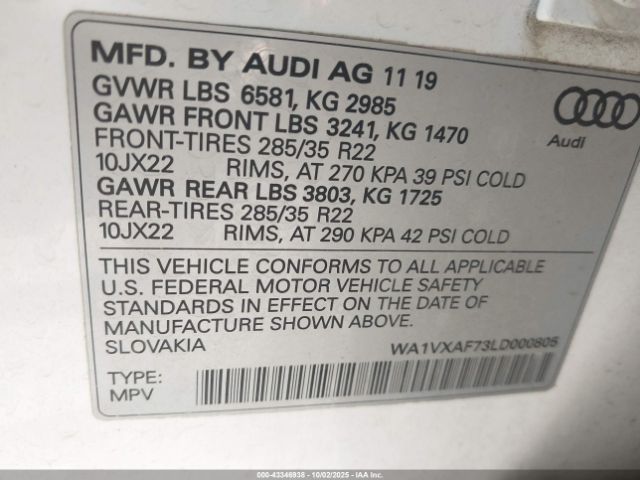 MFD. BY AUDI AG 11 19
GVWR LBS 6581, KG 2985
GAWR FRONT LBS 3241, KG 1470
FRONT-TIRES 285/35 R22
10JX22 RIMS, AT 270 KPA 39 PSI COLD
GAWR REAR LBS 3803, KG 1725
REAR-TIRES 285/35 R22
10JX22 RIMS, AT 290 KPA 42 PSI COLD
Audi
THIS VEHICLE CONFORMS TO ALL APPLICABLE
U.S. FEDERAL MOTOR VEHICLE SAFETY
STANDARDS IN EFFECT ON THE DATE OF
MANUFACTURE SHOWN ABOVE.
SLOVAKIA WA1VXAF73LD000805
TYPE:
MPV
000-43346938 - 10/02/2025 - IAA Inc.